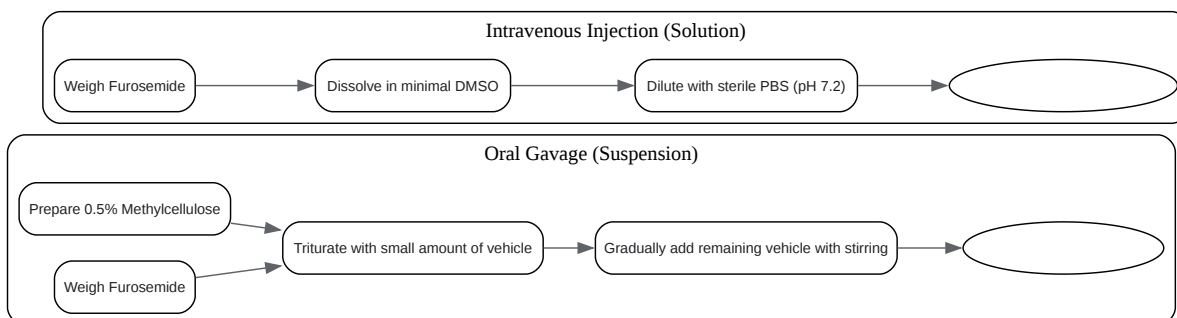 Intravenous Injection (Solution)
Weigh Furosemide
Dissolve in minimal DMSO
Dilute with sterile PBS (pH 7.2)
Oral Gavage (Suspension)
Prepare 0.5% Methylcellulose
Weigh Furosemide
Triturate with small amount of vehicle
Gradually add remaining vehicle with stirring